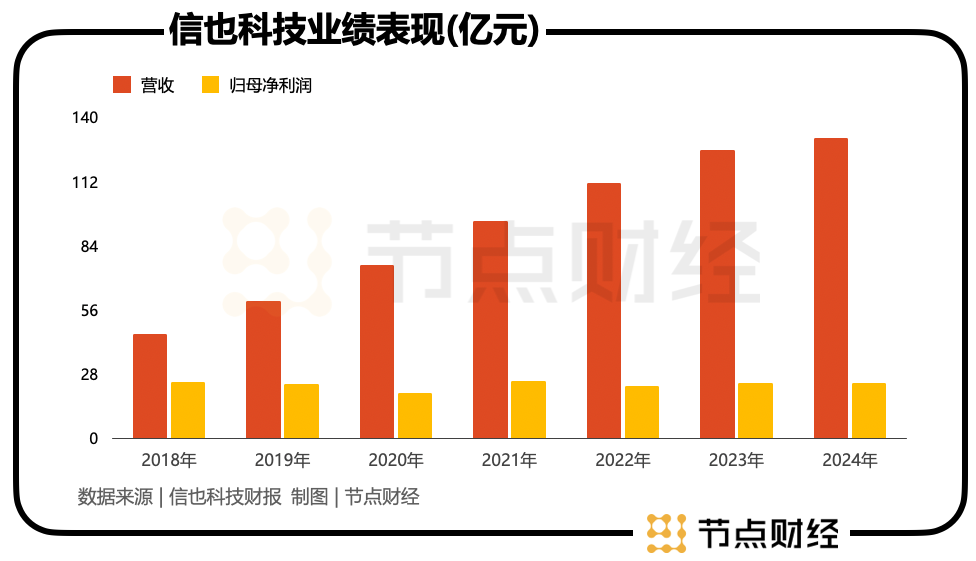 信也科技业绩表现(亿元)
营收 归母净利润
140
112
84
56
28
0
节点财经
2018年 2019年 2020年 2021年 2022年 2023年 2024年
数据来源 | 信也科技财报 制图 | 节点财经
节点财经